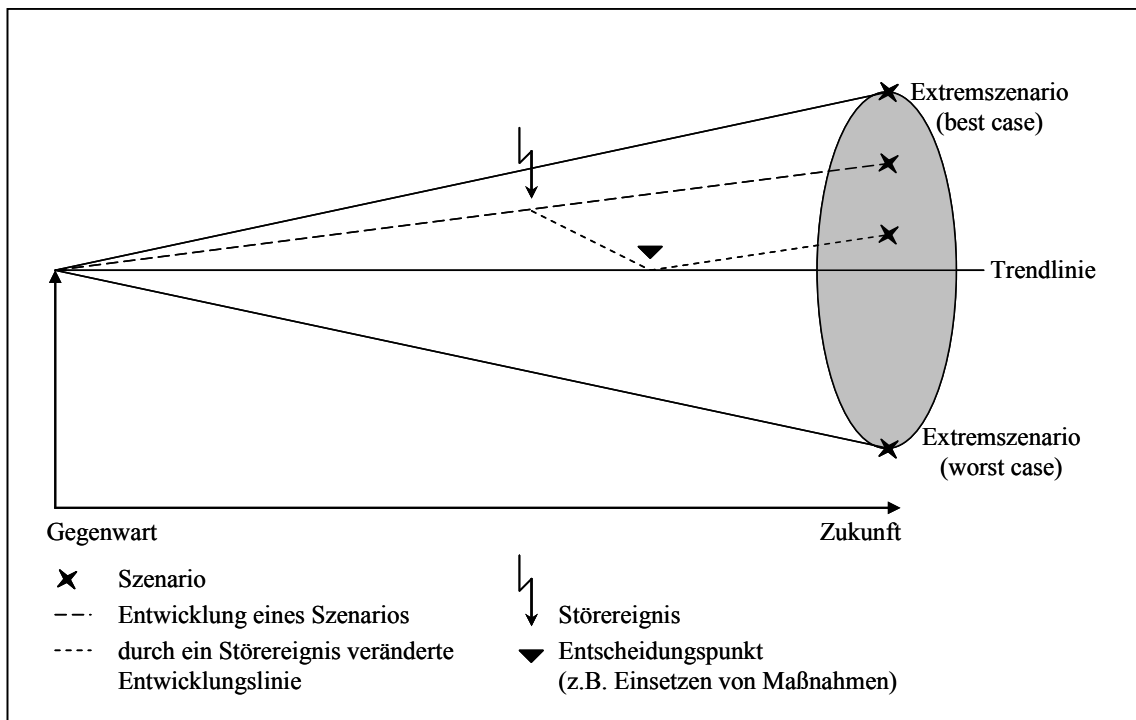 Extremszenario
(best case)
Trendlinie
Extremszenario
(worst case)
Gegenwart
Zukunft
Szenario
Entwicklung eines Szenarios
durch ein Störereignis veränderte
Entwicklungslinie
Störereignis
Entscheidungspunkt
(z.B. Einsetzen von Maßnahmen)